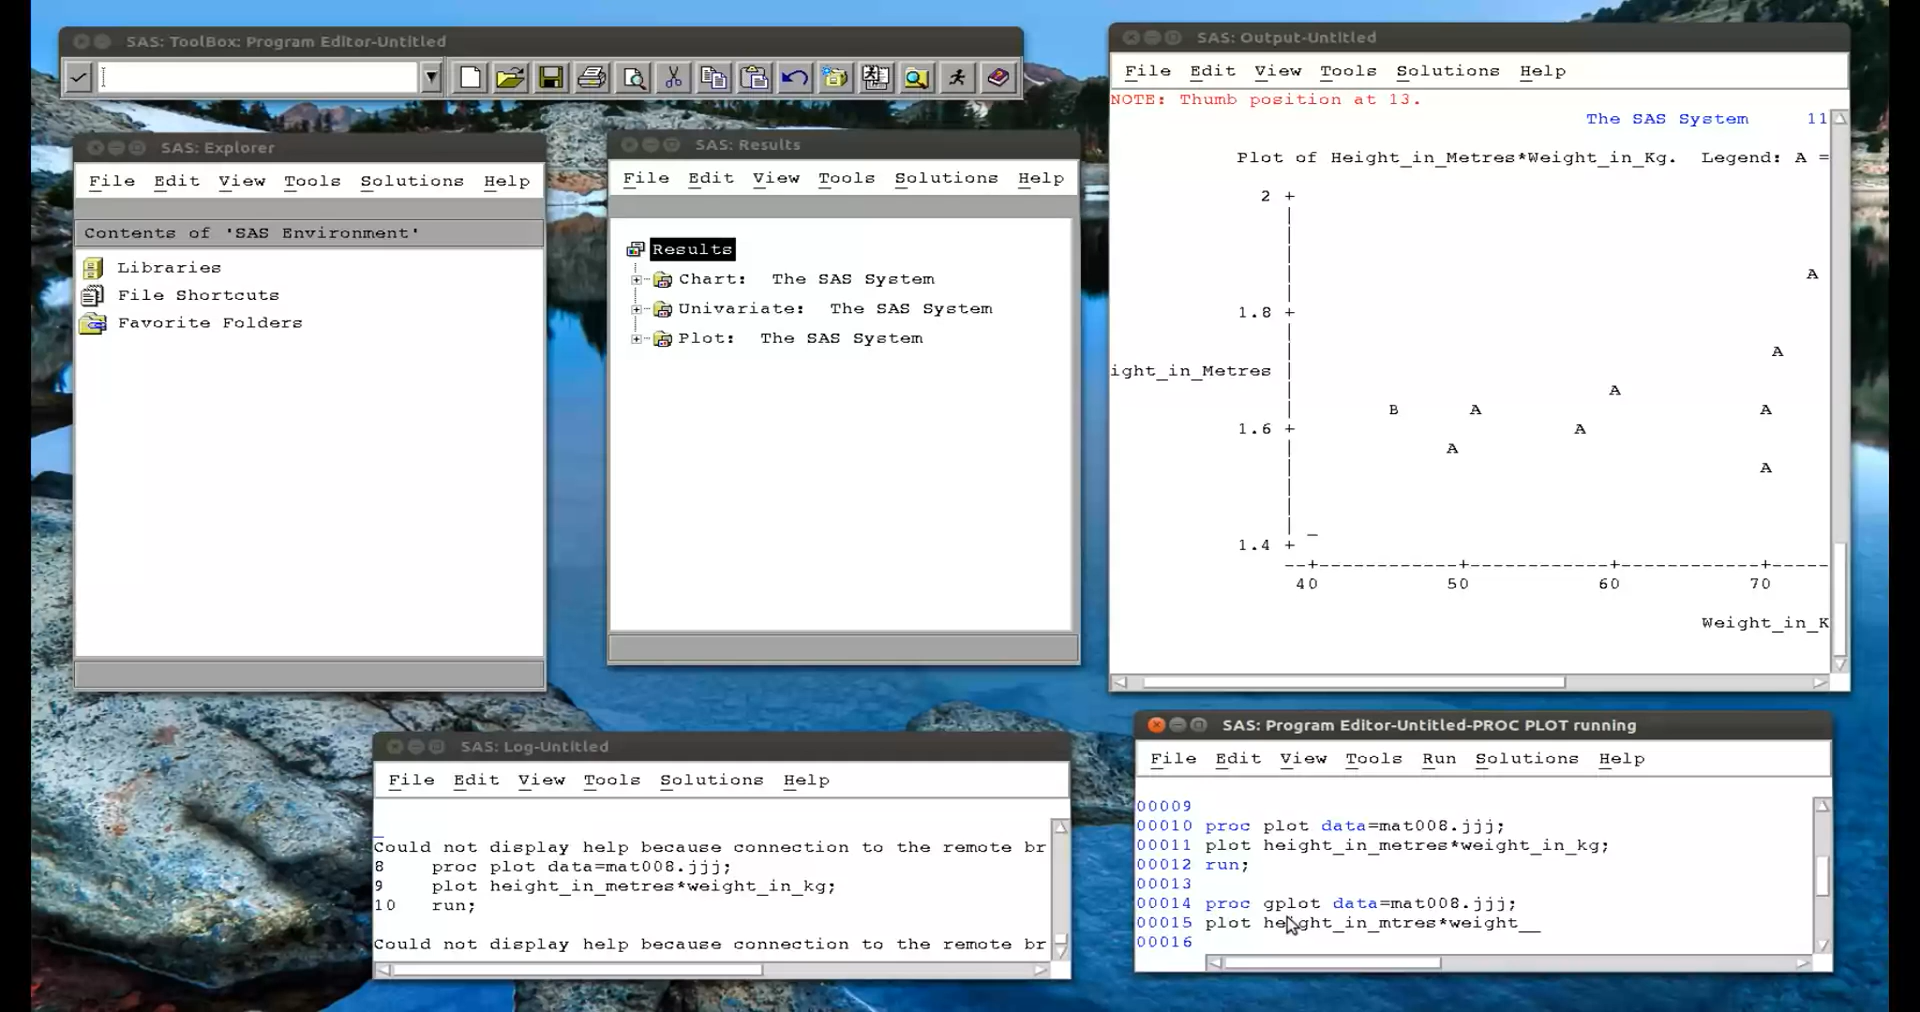 SAS: ToolBox: Program Editor-Untitled
SAS: Explorer
File Edit View Tools Solutions Help
Contents of 'SAS Environment'
Libraries
File Shortcuts
Favorite Folders
SAS: Results
File Edit View Tools Solutions Help
Results
Chart: The SAS System
Univariate: The SAS System
Plot: The SAS System
SAS: Output-Untitled
File Edit View Tools Solutions Help
NOTE: Thumb position at 13.
The SAS System 11
Plot of Height_in_Metres*Weight_in_Kg. Legend: A =
2
A
1.8
A
ight_in_Metres
A
B A A
1.6 A
A
A
1.4
40 50 60 70
Weight_in_K
SAS: Log-Untitled
File Edit View Tools Solutions Help
Could not display help because connection to the remote br
8 proc plot data=mat008.jjj;
9 plot height_in_metres*weight_in_kg;
10 run;
Could not display help because connection to the remote br
SAS: Program Editor-Untitled-PROC PLOT running
File Edit View Tools Run Solutions Help
00009
00010 proc plot data=mat008.jjj;
00011 plot height_in_metres*weight_in_kg;
00012 run;
00013
00014 proc gplot data=mat008.jjj;
00015 plot height_in_mtres*weight__
00016